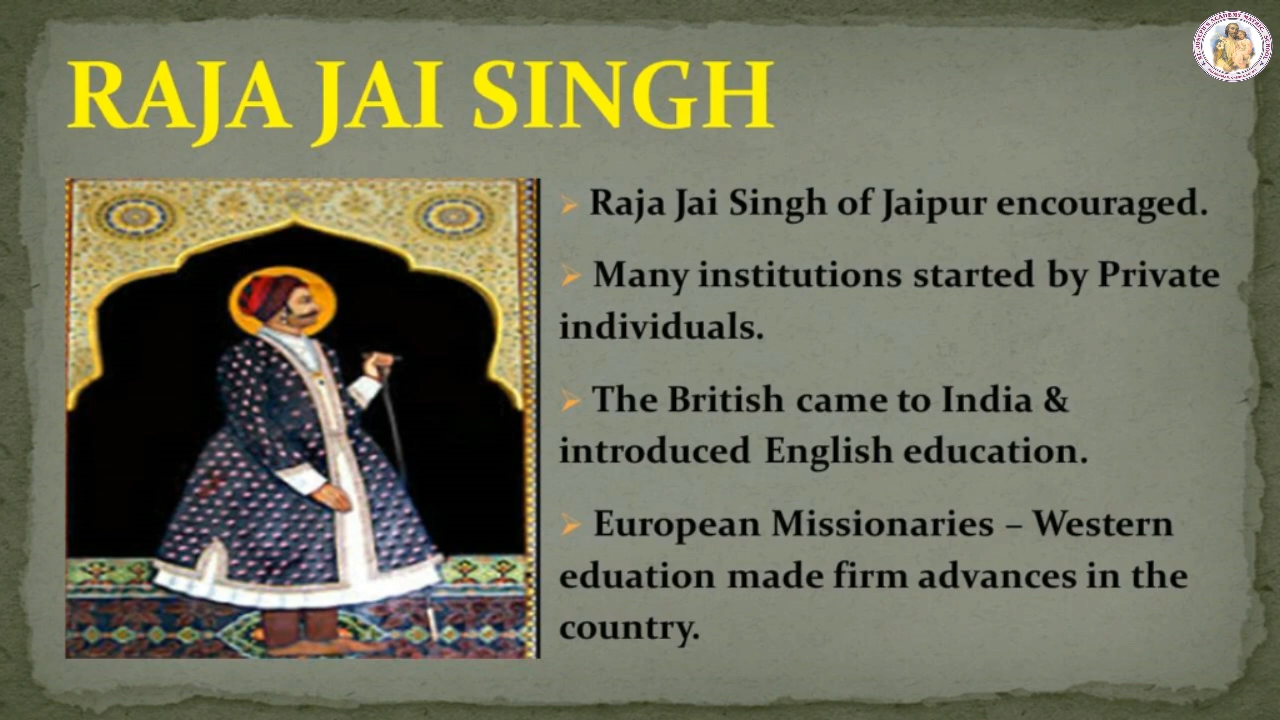 RAJA JAI SINGH
➢ Raja Jai Singh of Jaipur encouraged.
➢ Many institutions started by Private
individuals.
➢ The British came to India &
introduced English education.
➢ European Missionaries – Western
eduation made firm advances in the
country.